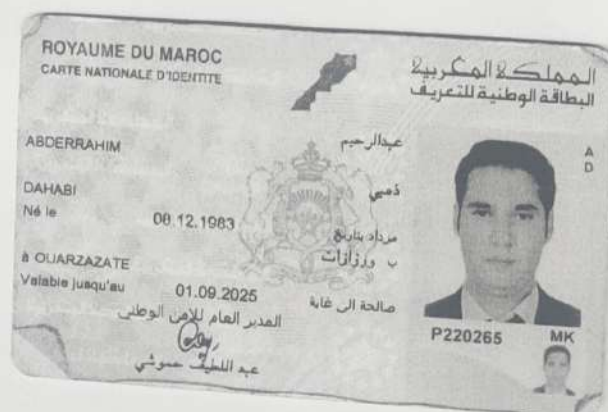 ROYAUME DU MAROC
CARTE NATIONALE D'IDENTITE
المملكة المغربية
البطاقة الوطنية للتعريف
ABDERRAHIM
عبدالرحيم
DAHABI
ذهبي
Né le 08.12.1983
مزداد بتاريخ
à OUARZAZATE
ب ورزازات
Valable jusqu'au 01.09.2025
صالحة الى غاية
المدير العام للأمن الوطني
عبد اللطيف حموشي
A
D
P220265
MK